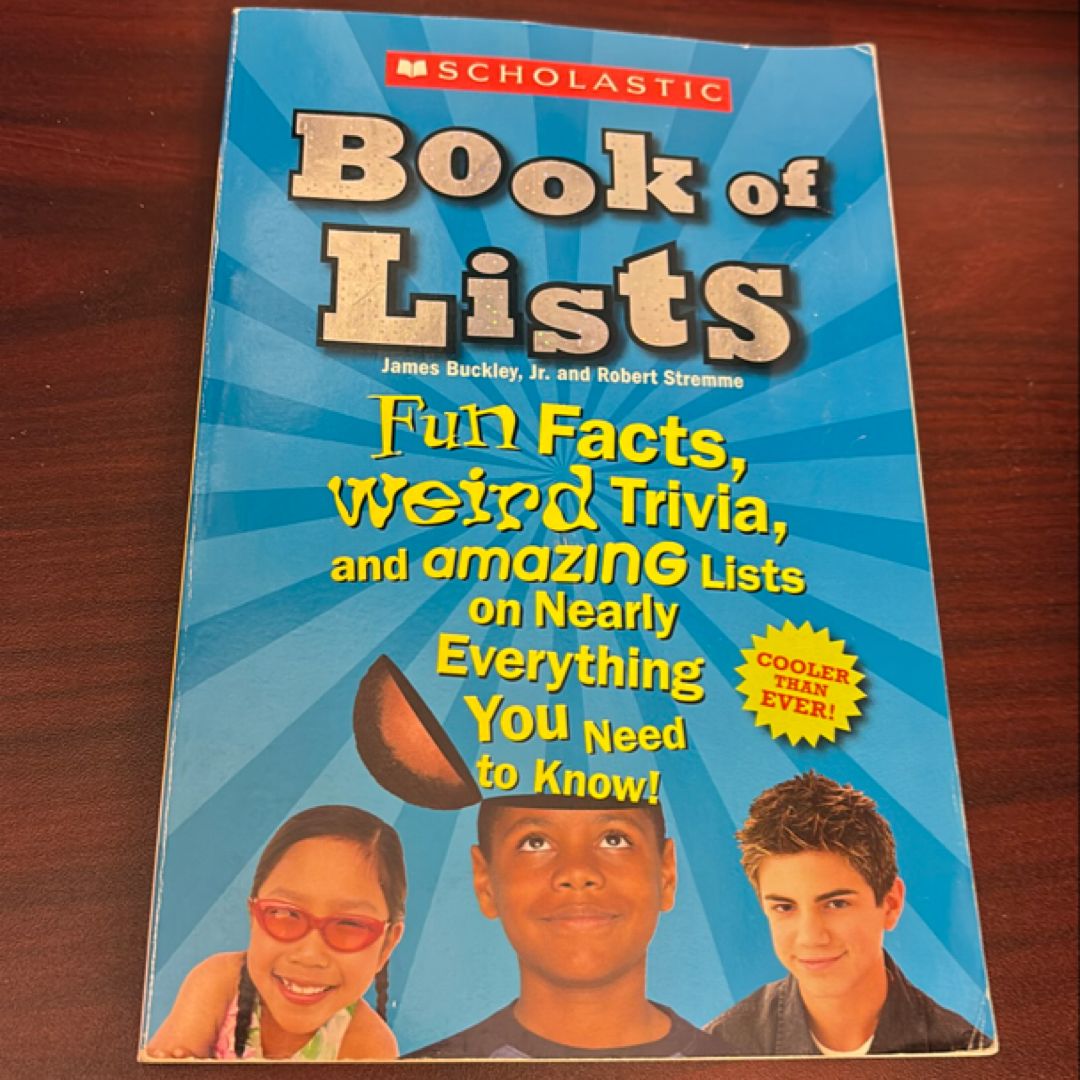 SCHOLASTIC
Book of
Lists
James Buckley, Jr. and Robert Stremme
Fun Facts,
weird Trivia,
and amazing Lists
on Nearly
Everything
You Need
to Know!
COOLER
THAN
EVER!